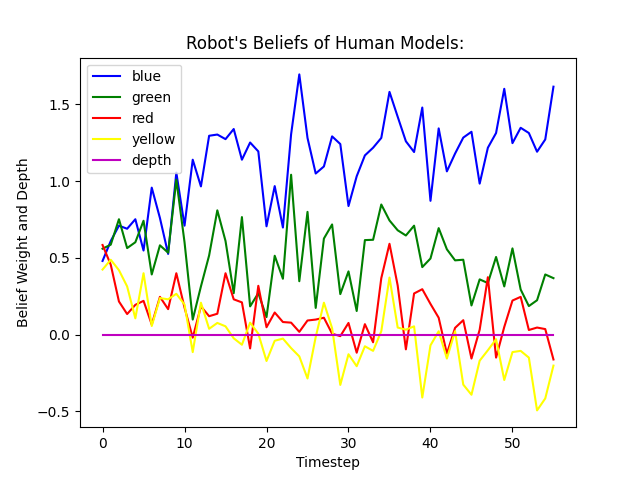 Robot's Beliefs of Human Models:
blue
green
red
yellow
depth
Belief Weight and Depth
1.5
1.0
0.5
0.0
−0.5
0
10
20
30
40
50
Timestep